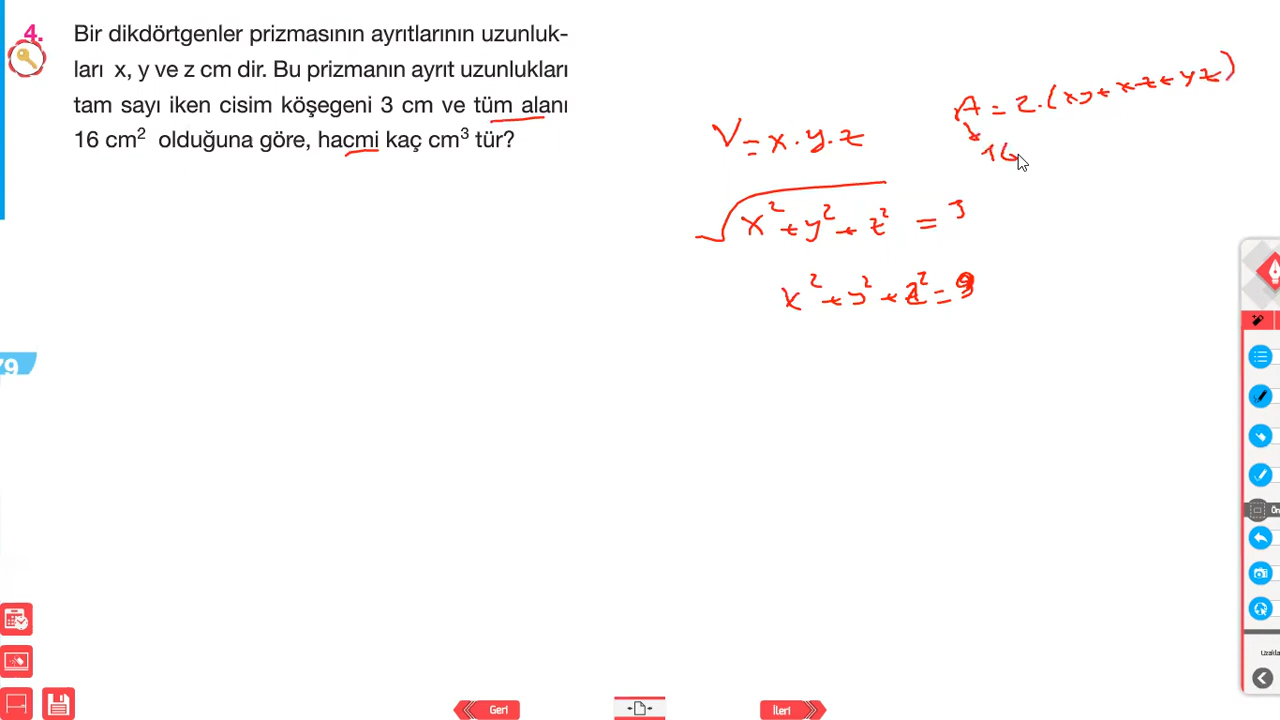 4. Bir dikdörtgenler prizmasının ayrıtlarının uzunluk-
ları x, y ve z cm dir. Bu prizmanın ayrıt uzunlukları
tam sayı iken cisim köşegeni 3 cm ve tüm alanı
16 cm² olduğuna göre, hacmi kaç cm³ tür?
A = 2.(xy+xz+yz)
16
V = x.y.z
√x²+y²+z² = 3
x²+y²+z²=9
79
Geri
İleri